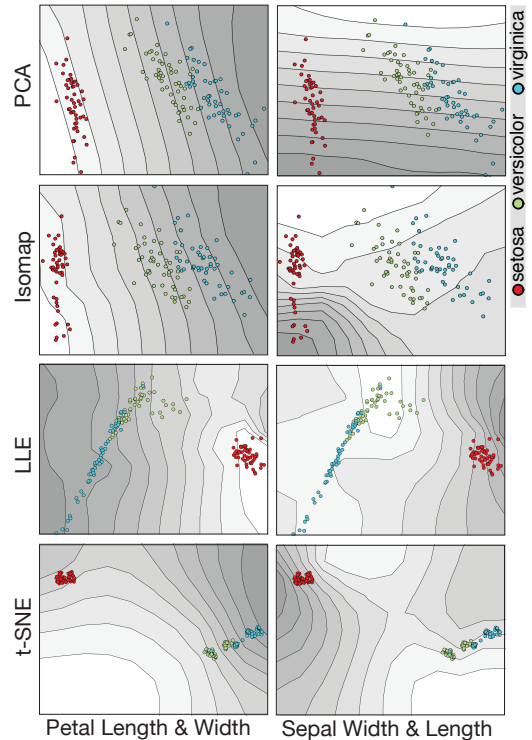 PCA
Isomap
LLE
t-SNE
Petal Length & Width
Sepal Width & Length
setosa
versicolor
virginica